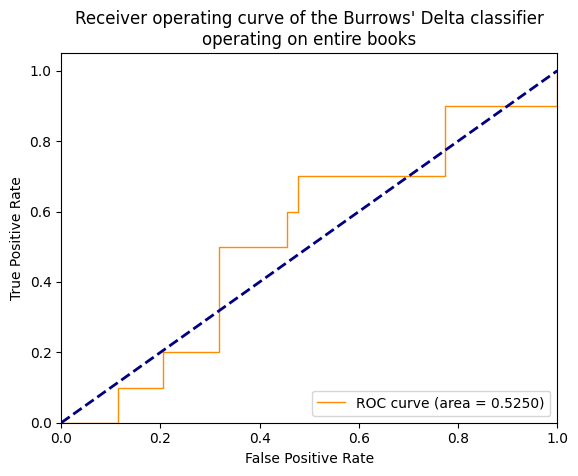 Receiver operating curve of the Burrows' Delta classifier
operating on entire books
True Positive Rate
1.0
0.8
0.6
0.4
0.2
0.0
ROC curve (area = 0.5250)
0.0 0.2 0.4 0.6 0.8 1.0
False Positive Rate